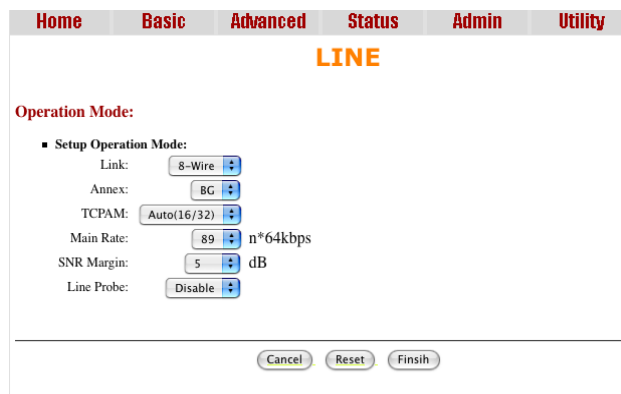 Home Basic Advanced Status Admin Utility
LINE
Operation Mode:
Setup Operation Mode:
Link: 8-Wire
Annex: BG
TCPAM: Auto(16/32)
Main Rate: 89 n*64kbps
SNR Margin: 5 dB
Line Probe: Disable
Cancel Reset Finsih